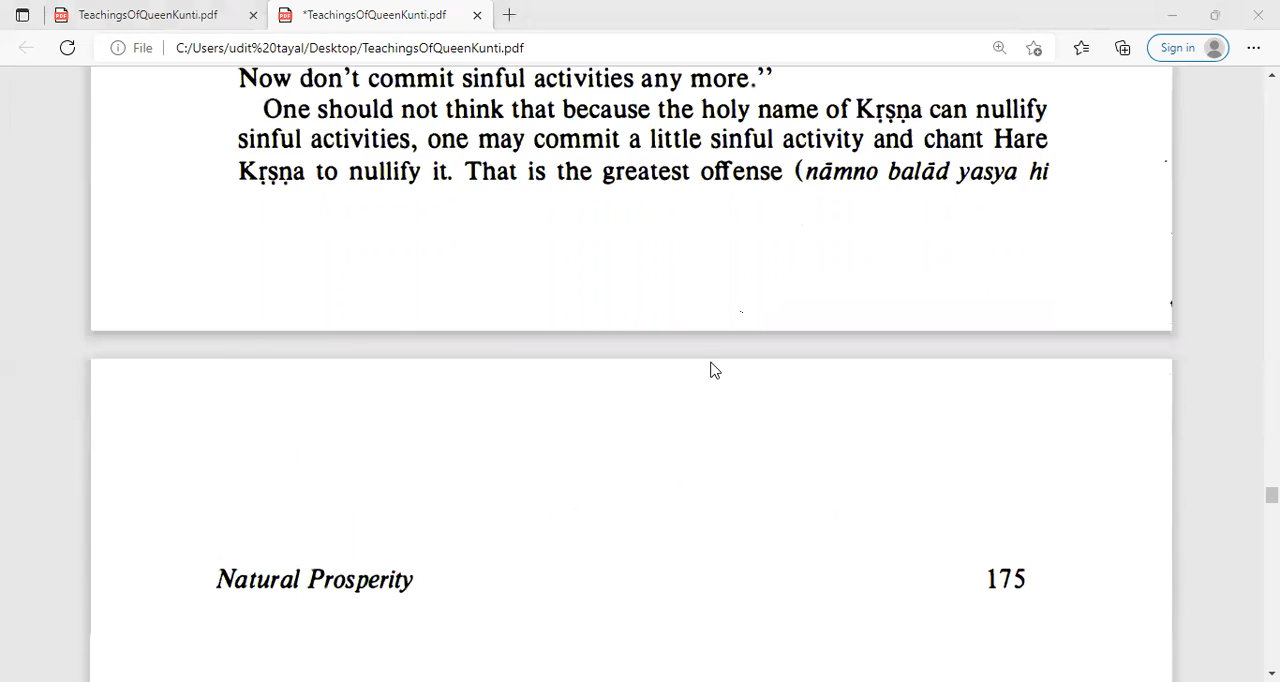 TeachingsOfQueenKunti.pdf
*TeachingsOfQueenKunti.pdf
File
C:/Users/udit%20tayal/Desktop/TeachingsOfQueenKunti.pdf
Sign in
Now don't commit sinful activities any more.''
One should not think that because the holy name of Kṛṣṇa can nullify
sinful activities, one may commit a little sinful activity and chant Hare
Kṛṣṇa to nullify it. That is the greatest offense (nāmno balād yasya hi
Natural Prosperity 175